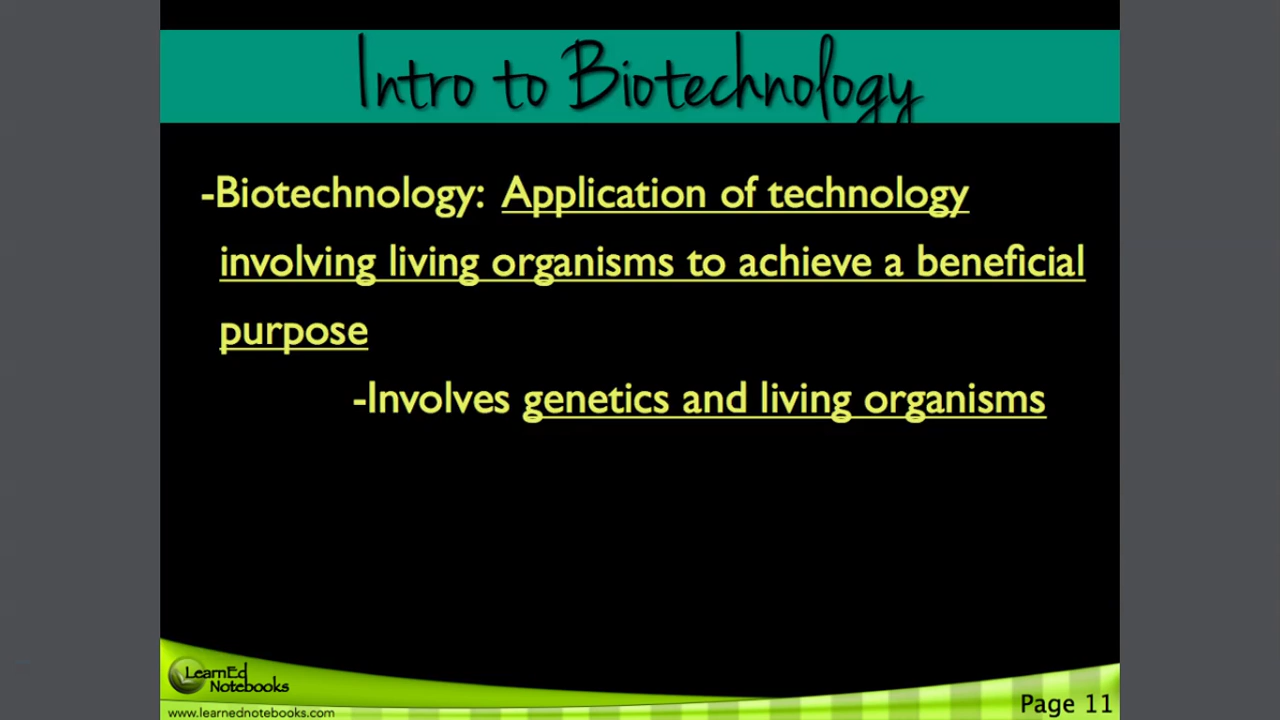 Intro to Biotechnology
-Biotechnology: Application of technology
involving living organisms to achieve a beneficial
purpose
-Involves genetics and living organisms
LearnEd
Notebooks
www.learnednotebooks.com
Page 11